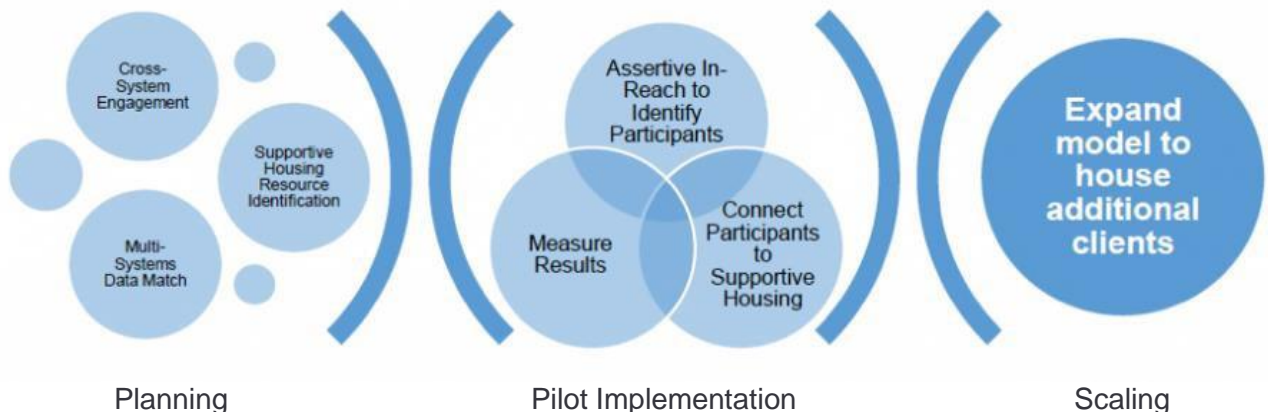 Cross-
System
Engagement
Supportive
Housing
Resource
Identification
Multi-
Systems
Data Match
Assertive In-
Reach to
Identify
Participants
Measure
Results
Connect
Participants
to
Supportive
Housing
Expand
model to
house
additional
clients
Planning
Pilot Implementation
Scaling